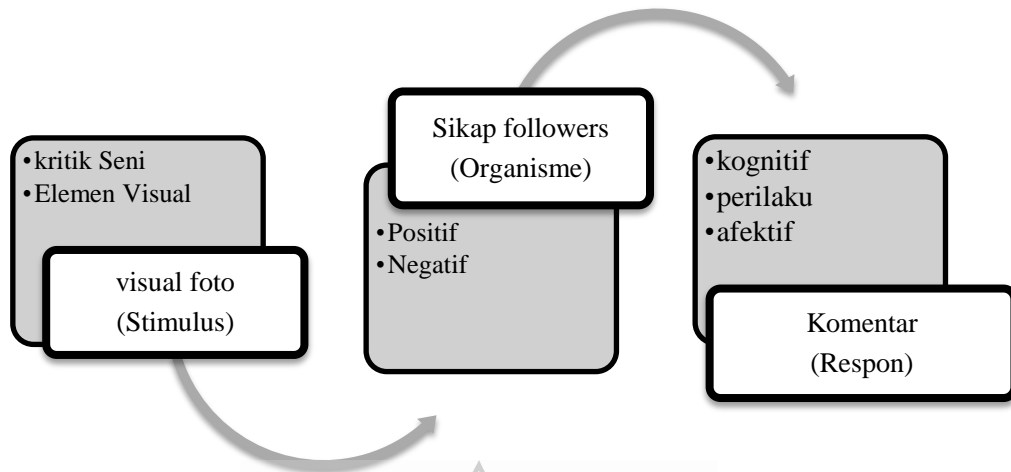 •kritik Seni
•Elemen Visual
visual foto
(Stimulus)
Sikap followers
(Organisme)
•Positif
•Negatif
•kognitif
•perilaku
•afektif
Komentar
(Respon)